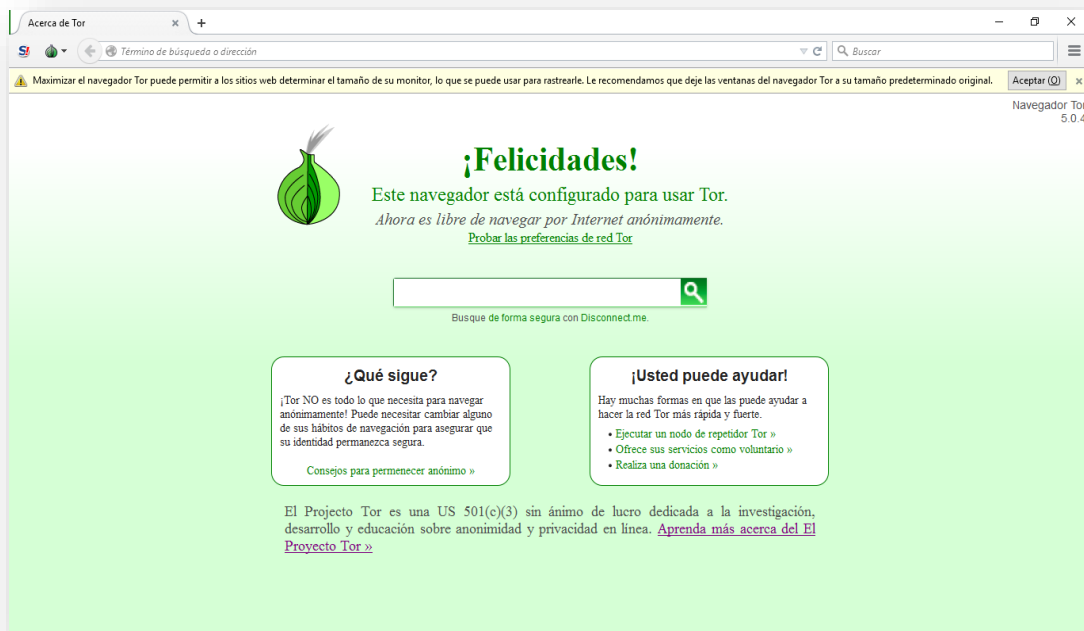 Acerca de Tor
Término de búsqueda o dirección
Buscar
Maximizar el navegador Tor puede permitir a los sitios web determinar el tamaño de su monitor, lo que se puede usar para rastrearle. Le recomendamos que deje las ventanas del navegador Tor a su tamaño predeterminado original.
Aceptar (O)
Navegador Tor
5.0.4
¡Felicidades!
Este navegador está configurado para usar Tor.
Ahora es libre de navegar por Internet anónimamente.
Probar las preferencias de red Tor
Busque de forma segura con Disconnect.me.
¿Qué sigue?
¡Tor NO es todo lo que necesita para navegar
anónimamente! Puede necesitar cambiar alguno
de sus hábitos de navegación para asegurar que
su identidad permanezca segura.
Consejos para permenecer anónimo »
¡Usted puede ayudar!
Hay muchas formas en que las puede ayudar a
hacer la red Tor más rápida y fuerte.
• Ejecutar un nodo de repetidor Tor »
• Ofrece sus servicios como voluntario »
• Realiza una donación »
El Projecto Tor es una US 501(c)(3) sin ánimo de lucro dedicada a la investigación,
desarrollo y educación sobre anonimidad y privacidad en línea. Aprenda más acerca del El
Proyecto Tor »